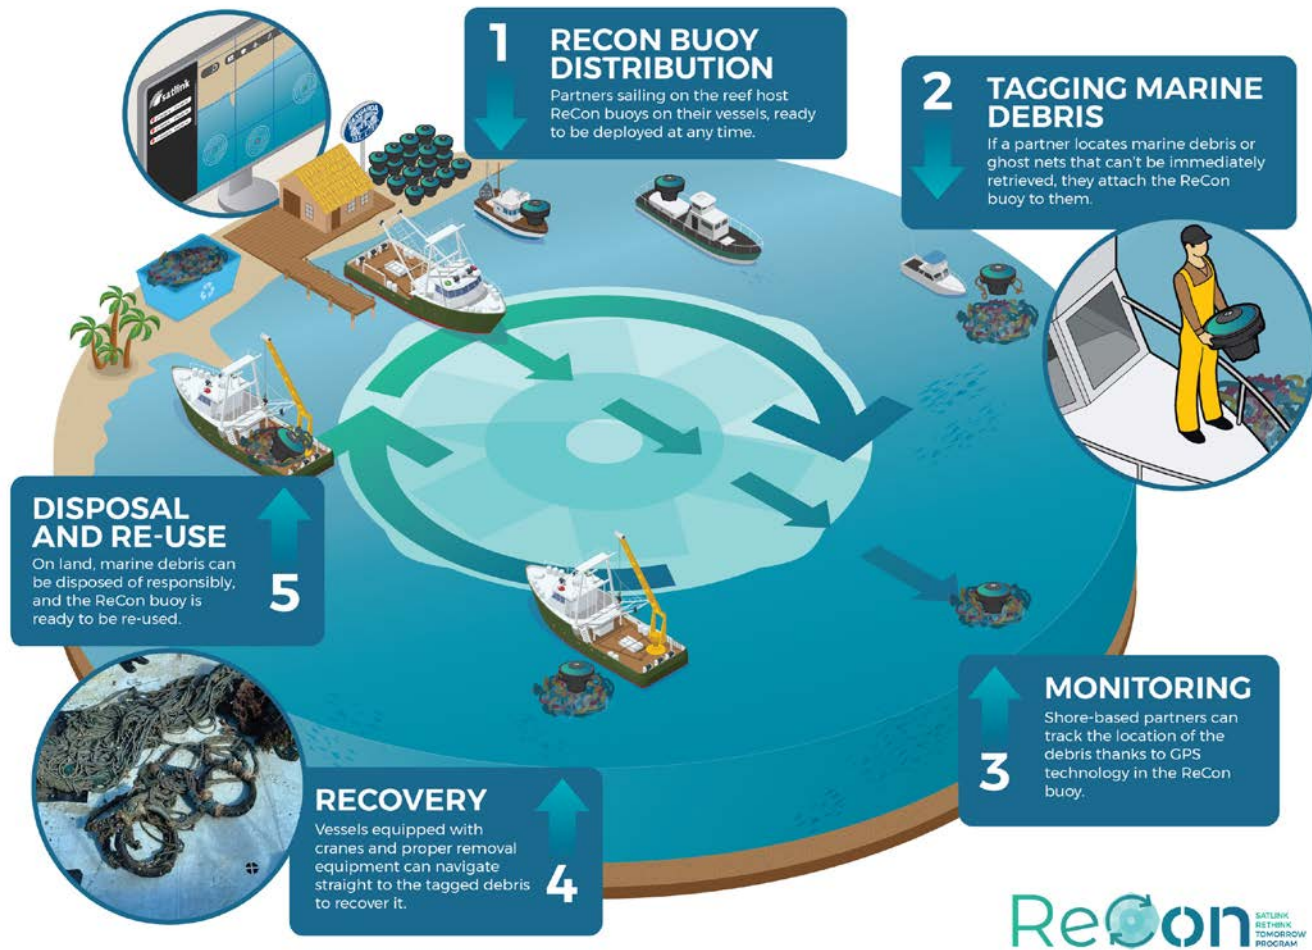 satlink
1
RECON BUOY
DISTRIBUTION
Partners sailing on the reef host
ReCon buoys on their vessels, ready
to be deployed at any time.
2
TAGGING MARINE
DEBRIS
If a partner locates marine debris or
ghost nets that can't be immediately
retrieved, they attach the ReCon
buoy to them.
MONITORING
Shore-based partners can
track the location of the
debris thanks to GPS
technology in the ReCon
buoy.
3
RECOVERY
Vessels equipped with
cranes and proper removal
equipment can navigate
straight to the tagged debris
to recover it.
4
DISPOSAL
AND RE-USE
On land, marine debris can
be disposed of responsibly,
and the ReCon buoy is
ready to be re-used.
5
ReCon
SATLINK
RETHINK
TOMORROW
PROGRAM